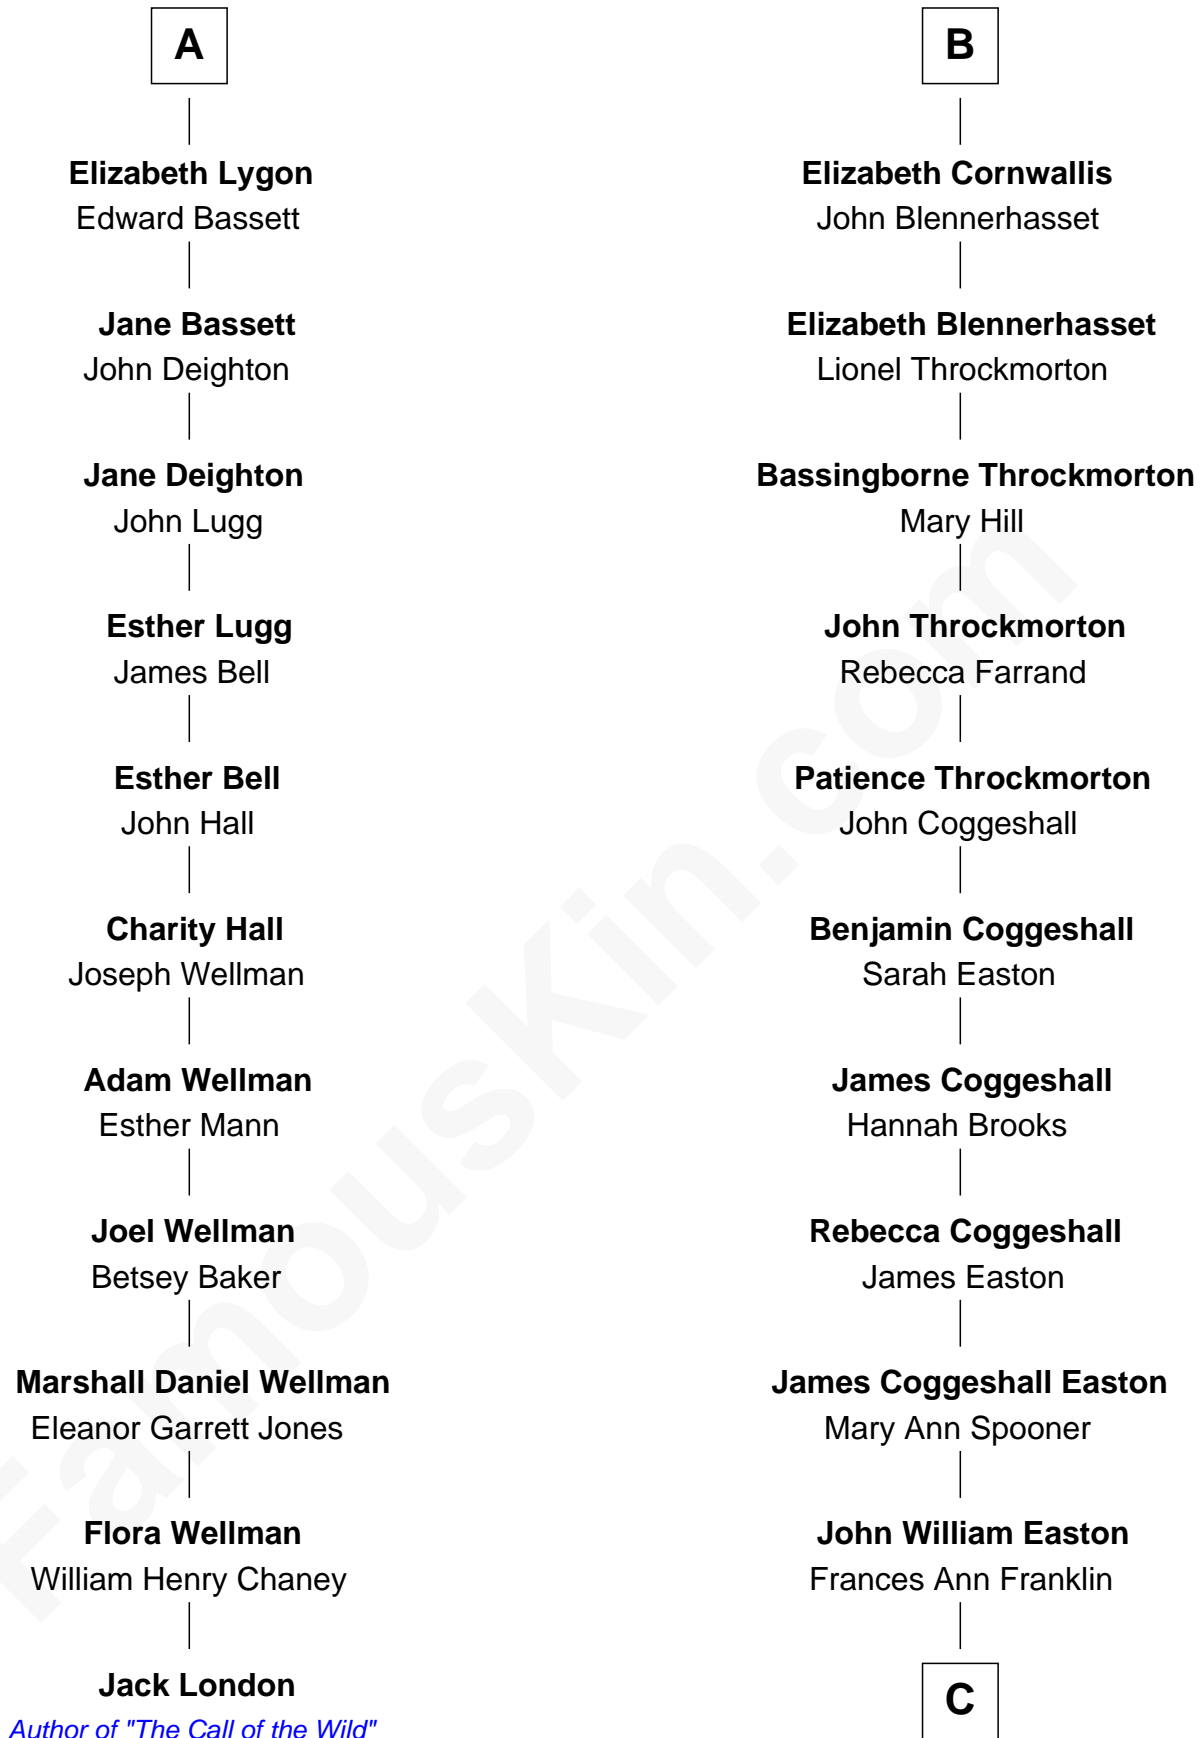 A
Elizabeth Lygon
Edward Bassett
Jane Bassett
John Deighton
Jane Deighton
John Lugg
Esther Lugg
James Bell
Esther Bell
John Hall
Charity Hall
Joseph Wellman
Adam Wellman
Esther Mann
Joel Wellman
Betsey Baker
Marshall Daniel Wellman
Eleanor Garrett Jones
Flora Wellman
William Henry Chaney
Jack London
Author of "The Call of the Wild"
B
Elizabeth Cornwallis
John Blennerhasset
Elizabeth Blennerhasset
Lionel Throckmorton
Bassingborne Throckmorton
Mary Hill
John Throckmorton
Rebecca Farrand
Patience Throckmorton
John Coggeshall
Benjamin Coggeshall
Sarah Easton
James Coggeshall
Hannah Brooks
Rebecca Coggeshall
James Easton
James Coggeshall Easton
Mary Ann Spooner
John William Easton
Frances Ann Franklin
C
FamousKin.com